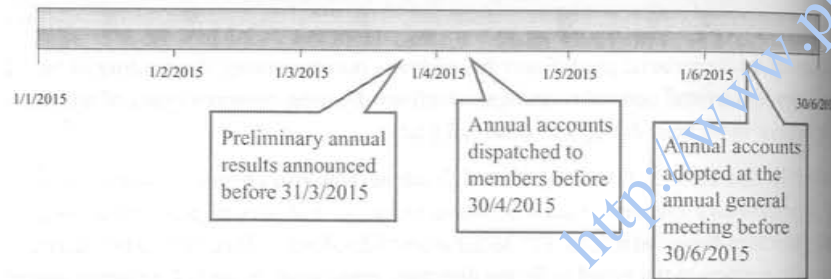 1/2/2015
1/3/2015
1/4/2015
1/5/2015
1/6/2015
1/1/2015
Preliminary annual
results announced
before 31/3/2015
Annual accounts
dispatched to
members before
30/4/2015
Annual accounts
adopted at the
annual general
meeting before
30/6/2015
http://www.p